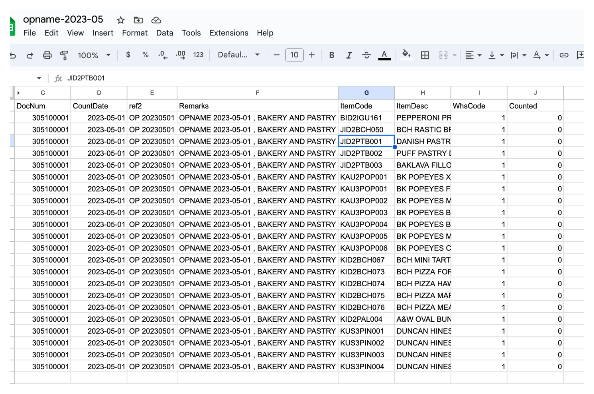 opname-2023-05
File Edit View Insert Format Data Tools Extensions Help
100% $ % .0 .00 123 Defaul... 10 B I A
fx JID2PTB001
C D E F G H I J
DocNum CountDate ref2 Remarks ItemCode ItemDesc WhsCode Counted
305100001 2023-05-01 OP 20230501 OPNAME 2023-05-01 , BAKERY AND PASTRY BID2IGU161 PEPPERONI PR 1 0
305100001 2023-05-01 OP 20230501 OPNAME 2023-05-01 , BAKERY AND PASTRY JID2BCH050 BCH RASTIC BF 1 0
305100001 2023-05-01 OP 20230501 OPNAME 2023-05-01 , BAKERY AND PASTRY JID2PTB001 DANISH PASTR 1 0
305100001 2023-05-01 OP 20230501 OPNAME 2023-05-01 , BAKERY AND PASTRY JID2PTB002 PUFF PASTRY 1 0
305100001 2023-05-01 OP 20230501 OPNAME 2023-05-01 , BAKERY AND PASTRY JID2PTB003 BAKLAVA FILLO 1 0
305100001 2023-05-01 OP 20230501 OPNAME 2023-05-01 , BAKERY AND PASTRY KAU2POP001 BK POPEYES X 1 0
305100001 2023-05-01 OP 20230501 OPNAME 2023-05-01 , BAKERY AND PASTRY KAU3POP001 BK POPEYES F 1 0
305100001 2023-05-01 OP 20230501 OPNAME 2023-05-01 , BAKERY AND PASTRY KAU3POP002 BK POPEYES M 1 0
305100001 2023-05-01 OP 20230501 OPNAME 2023-05-01 , BAKERY AND PASTRY KAU3POP003 BK POPEYES B 1 0
305100001 2023-05-01 OP 20230501 OPNAME 2023-05-01 , BAKERY AND PASTRY KAU3POP004 BK POPEYES B 1 0
305100001 2023-05-01 OP 20230501 OPNAME 2023-05-01 , BAKERY AND PASTRY KAU3POP005 BK POPEYES M 1 0
305100001 2023-05-01 OP 20230501 OPNAME 2023-05-01 , BAKERY AND PASTRY KAU3POP006 BK POPEYES C 1 0
305100001 2023-05-01 OP 20230501 OPNAME 2023-05-01 , BAKERY AND PASTRY KID2BCH067 BCH MINI TART 1 0
305100001 2023-05-01 OP 20230501 OPNAME 2023-05-01 , BAKERY AND PASTRY KID2BCH073 BCH PIZZA FOR 1 0
305100001 2023-05-01 OP 20230501 OPNAME 2023-05-01 , BAKERY AND PASTRY KID2BCH074 BCH PIZZA HAW 1 0
305100001 2023-05-01 OP 20230501 OPNAME 2023-05-01 , BAKERY AND PASTRY KID2BCH075 BCH PIZZA MAR 1 0
305100001 2023-05-01 OP 20230501 OPNAME 2023-05-01 , BAKERY AND PASTRY KID2BCH076 BCH PIZZA MEA 1 0
305100001 2023-05-01 OP 20230501 OPNAME 2023-05-01 , BAKERY AND PASTRY KID2PAL004 A&W OVAL BUN 1 0
305100001 2023-05-01 OP 20230501 OPNAME 2023-05-01 , BAKERY AND PASTRY KUS3PIN001 DUNCAN HINES 1 0
305100001 2023-05-01 OP 20230501 OPNAME 2023-05-01 , BAKERY AND PASTRY KUS3PIN002 DUNCAN HINES 1 0
305100001 2023-05-01 OP 20230501 OPNAME 2023-05-01 , BAKERY AND PASTRY KUS3PIN003 DUNCAN HINES 1 0
305100001 2023-05-01 OP 20230501 OPNAME 2023-05-01 , BAKERY AND PASTRY KUS3PIN004 DUNCAN HINES 1 0